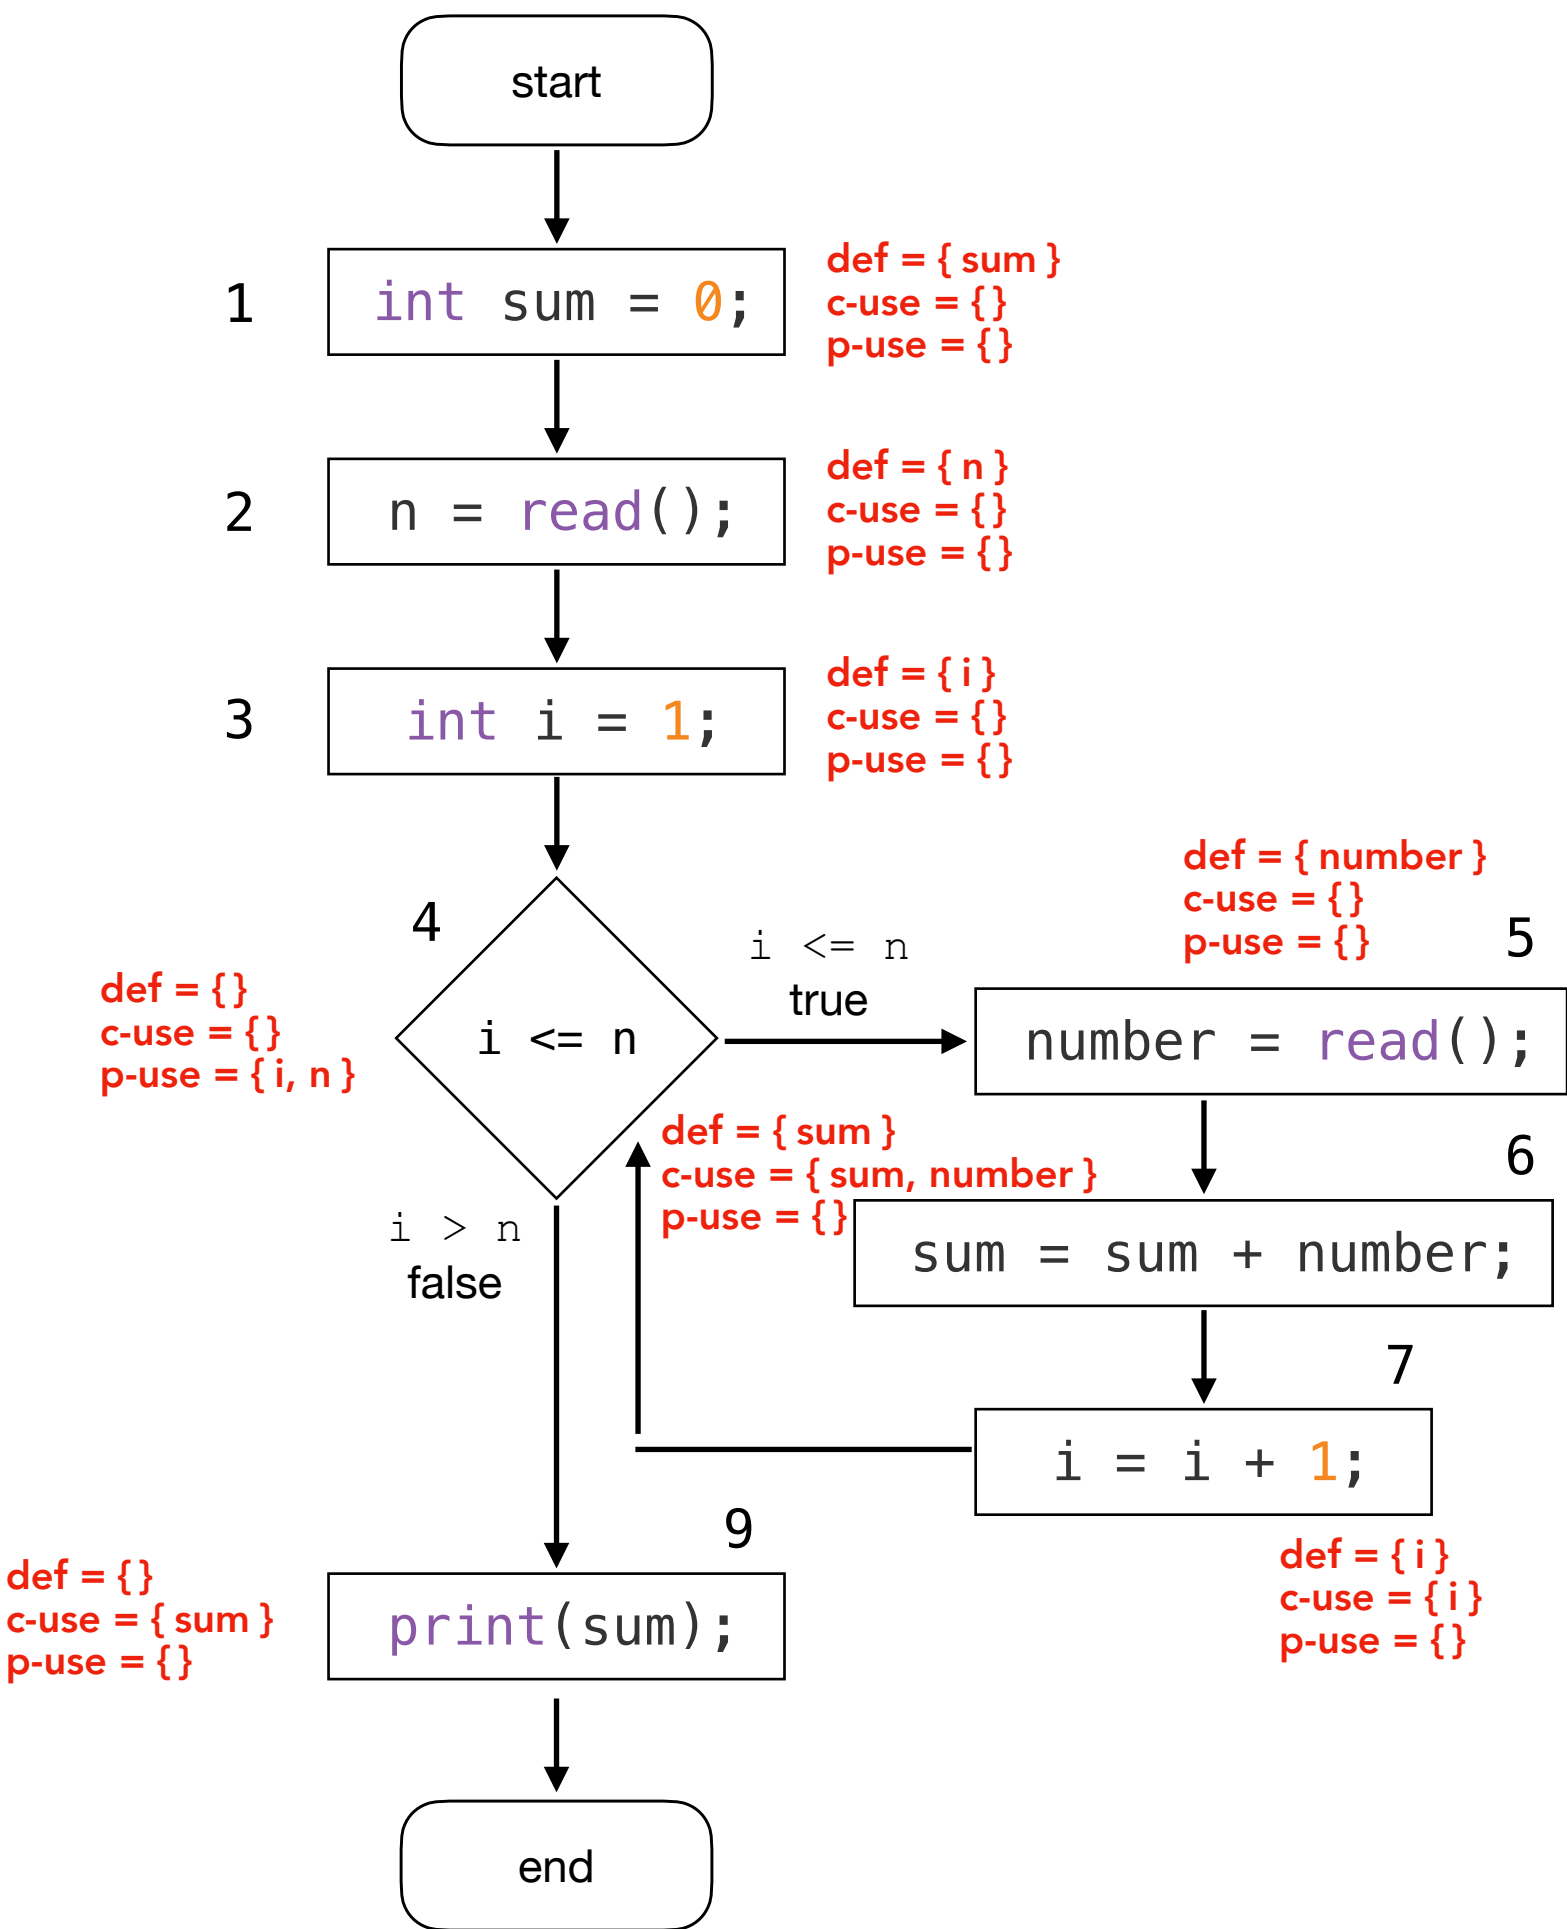 start
1
int sum = 0;
def = { sum }
c-use = { }
p-use = { }
2
n = read();
def = { n }
c-use = { }
p-use = { }
3
int i = 1;
def = { i }
c-use = { }
p-use = { }
4
i <= n
def = { }
c-use = { }
p-use = { i, n }
i <= n
true
def = { number }
c-use = { }
p-use = { }
5
number = read();
def = { sum }
c-use = { sum, number }
p-use = { }
6
sum = sum + number;
i > n
false
7
i = i + 1;
def = { i }
c-use = { i }
p-use = { }
9
print(sum);
def = { }
c-use = { sum }
p-use = { }
end